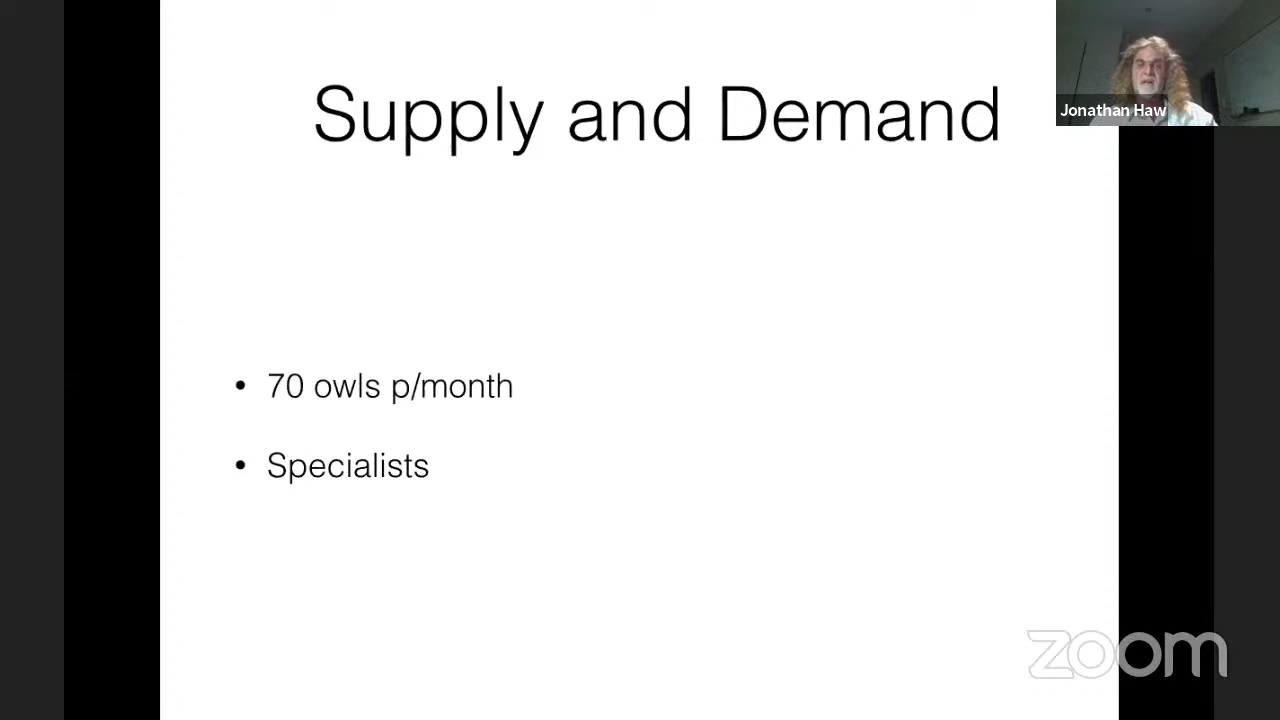 Supply and Demand
Jonathan Haw
• 70 owls p/month
• Specialists
zoom